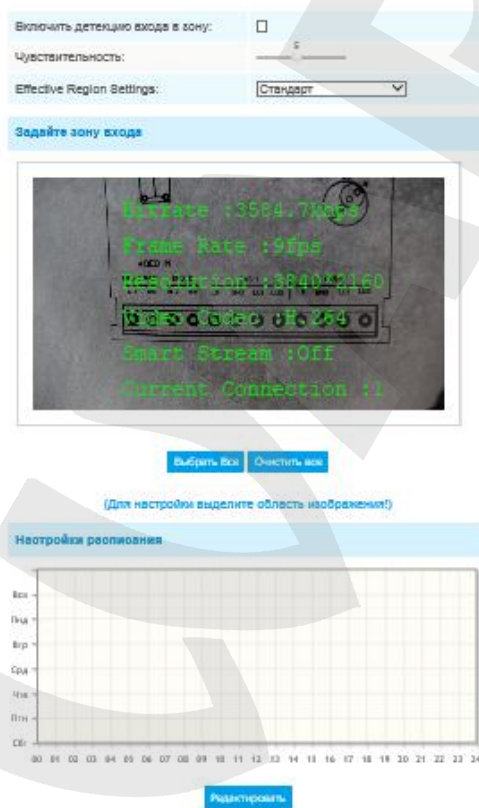 Включить детекцию входа в зону:
Чувствительность:
5
Effective Region Settings:
Стандарт
Задайте зону входа
Bitrate :3584.7kbps
Frame Rate :9fps
Resolution :3840*2160
Video Codec :H.264
Smart Stream :Off
Current Connection :1
Выбрать Все Очистить все
(Для настройки выделите область изображения!)
Настройки расписания
Вск
Пнд
Втр
Срд
Чтв
Птн
Сбт
00 01 02 03 04 05 06 07 08 09 10 11 12 13 14 15 16 17 18 19 20 21 22 23 24
Редактировать